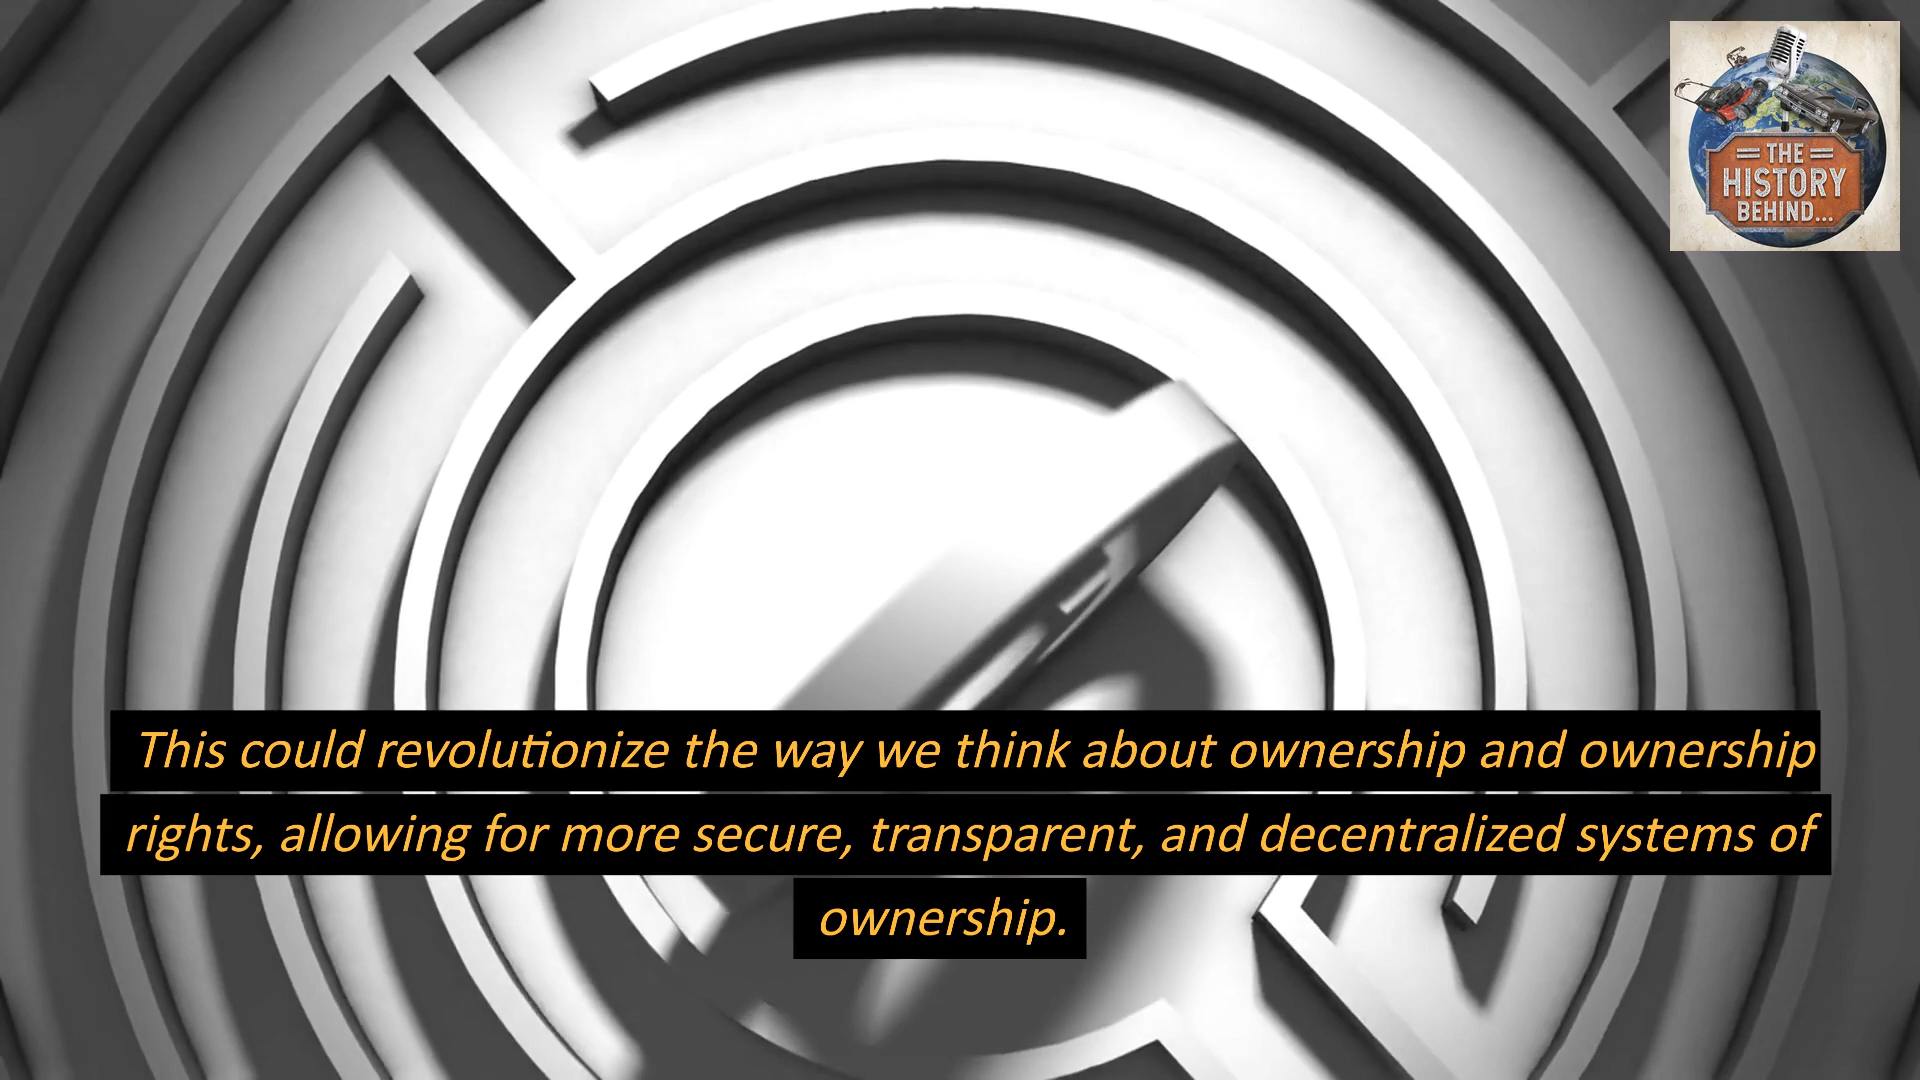 THE
HISTORY
BEHIND...
This could revolutionize the way we think about ownership and ownership
rights, allowing for more secure, transparent, and decentralized systems of
ownership.